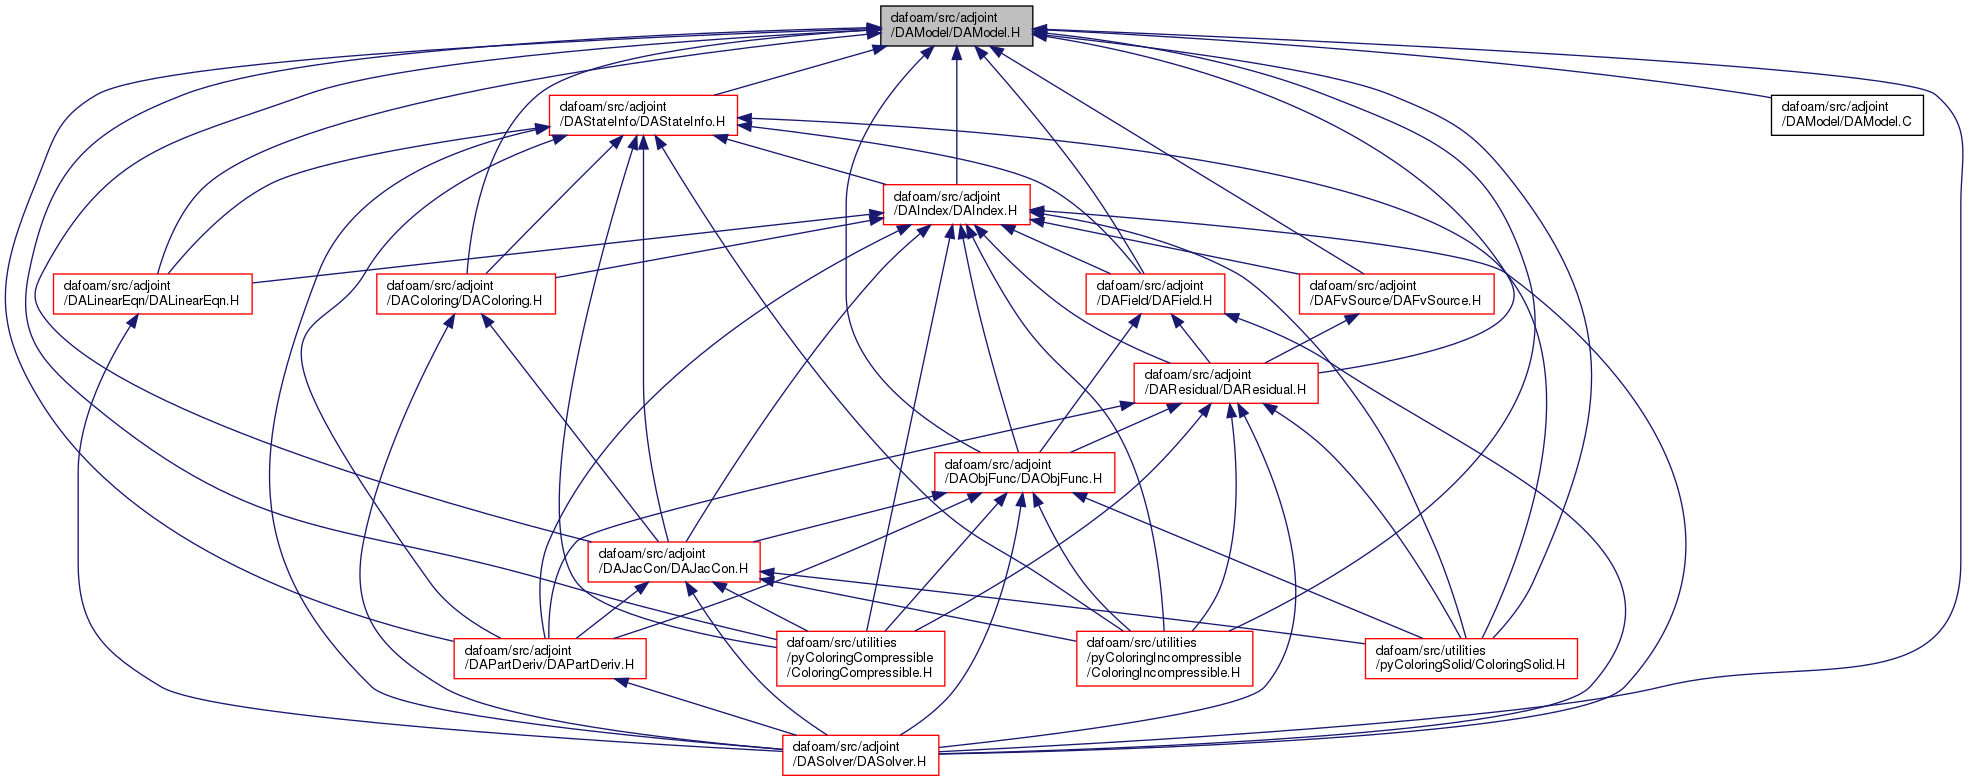 dafoam/src/adjoint
/DAModel/DAModel.H
dafoam/src/adjoint
/DAStateInfo/DAStateInfo.H
dafoam/src/adjoint
/DAModel/DAModel.C
dafoam/src/adjoint
/DAIndex/DAIndex.H
dafoam/src/adjoint
/DALinearEqn/DALinearEqn.H
dafoam/src/adjoint
/DAColoring/DAColoring.H
dafoam/src/adjoint
/DAField/DAField.H
dafoam/src/adjoint
/DAFvSource/DAFvSource.H
dafoam/src/adjoint
/DAResidual/DAResidual.H
dafoam/src/adjoint
/DAObjFunc/DAObjFunc.H
dafoam/src/adjoint
/DAJacCon/DAJacCon.H
dafoam/src/adjoint
/DAPartDeriv/DAPartDeriv.H
dafoam/src/utilities
/pyColoringCompressible
/ColoringCompressible.H
dafoam/src/utilities
/pyColoringIncompressible
/ColoringIncompressible.H
dafoam/src/utilities
/pyColoringSolid/ColoringSolid.H
dafoam/src/adjoint
/DASolver/DASolver.H